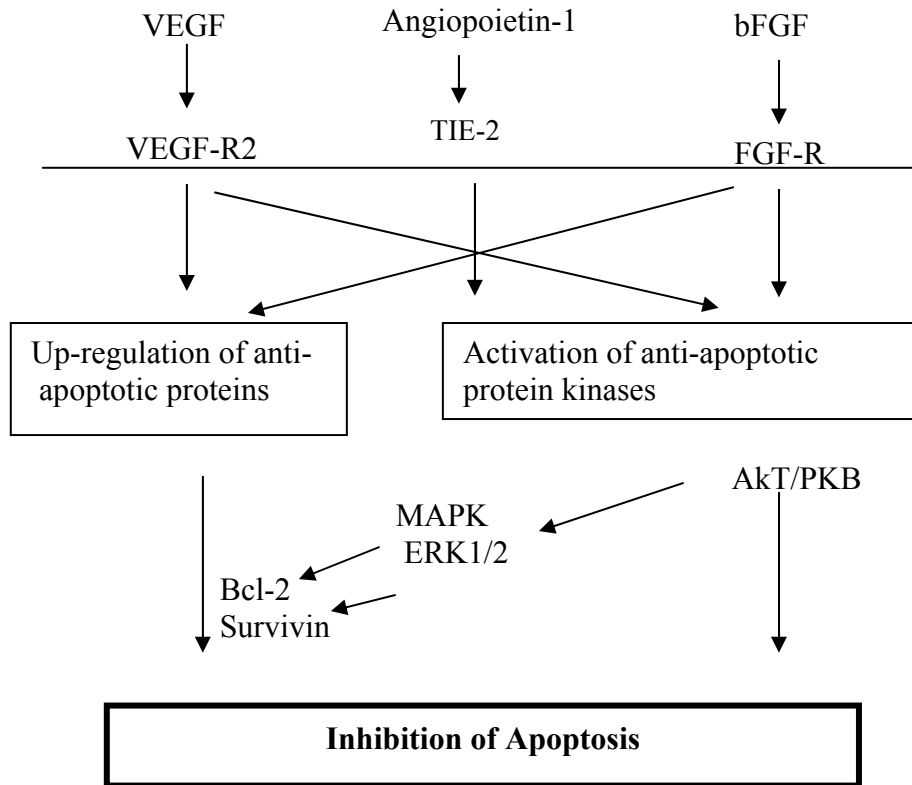 VEGF
Angiopoietin-1
bFGF
VEGF-R2
TIE-2
FGF-R
Up-regulation of anti-
apoptotic proteins
Activation of anti-apoptotic
protein kinases
AkT/PKB
MAPK
ERK1/2
Bcl-2
Survivin
Inhibition of Apoptosis